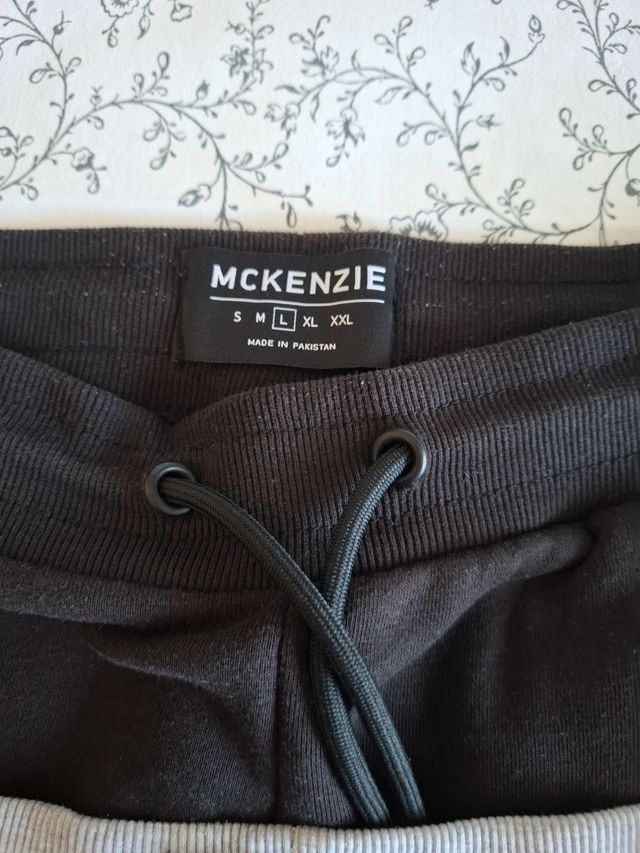 MCKENZIE
S M L XL XXL
MADE IN PAKISTAN